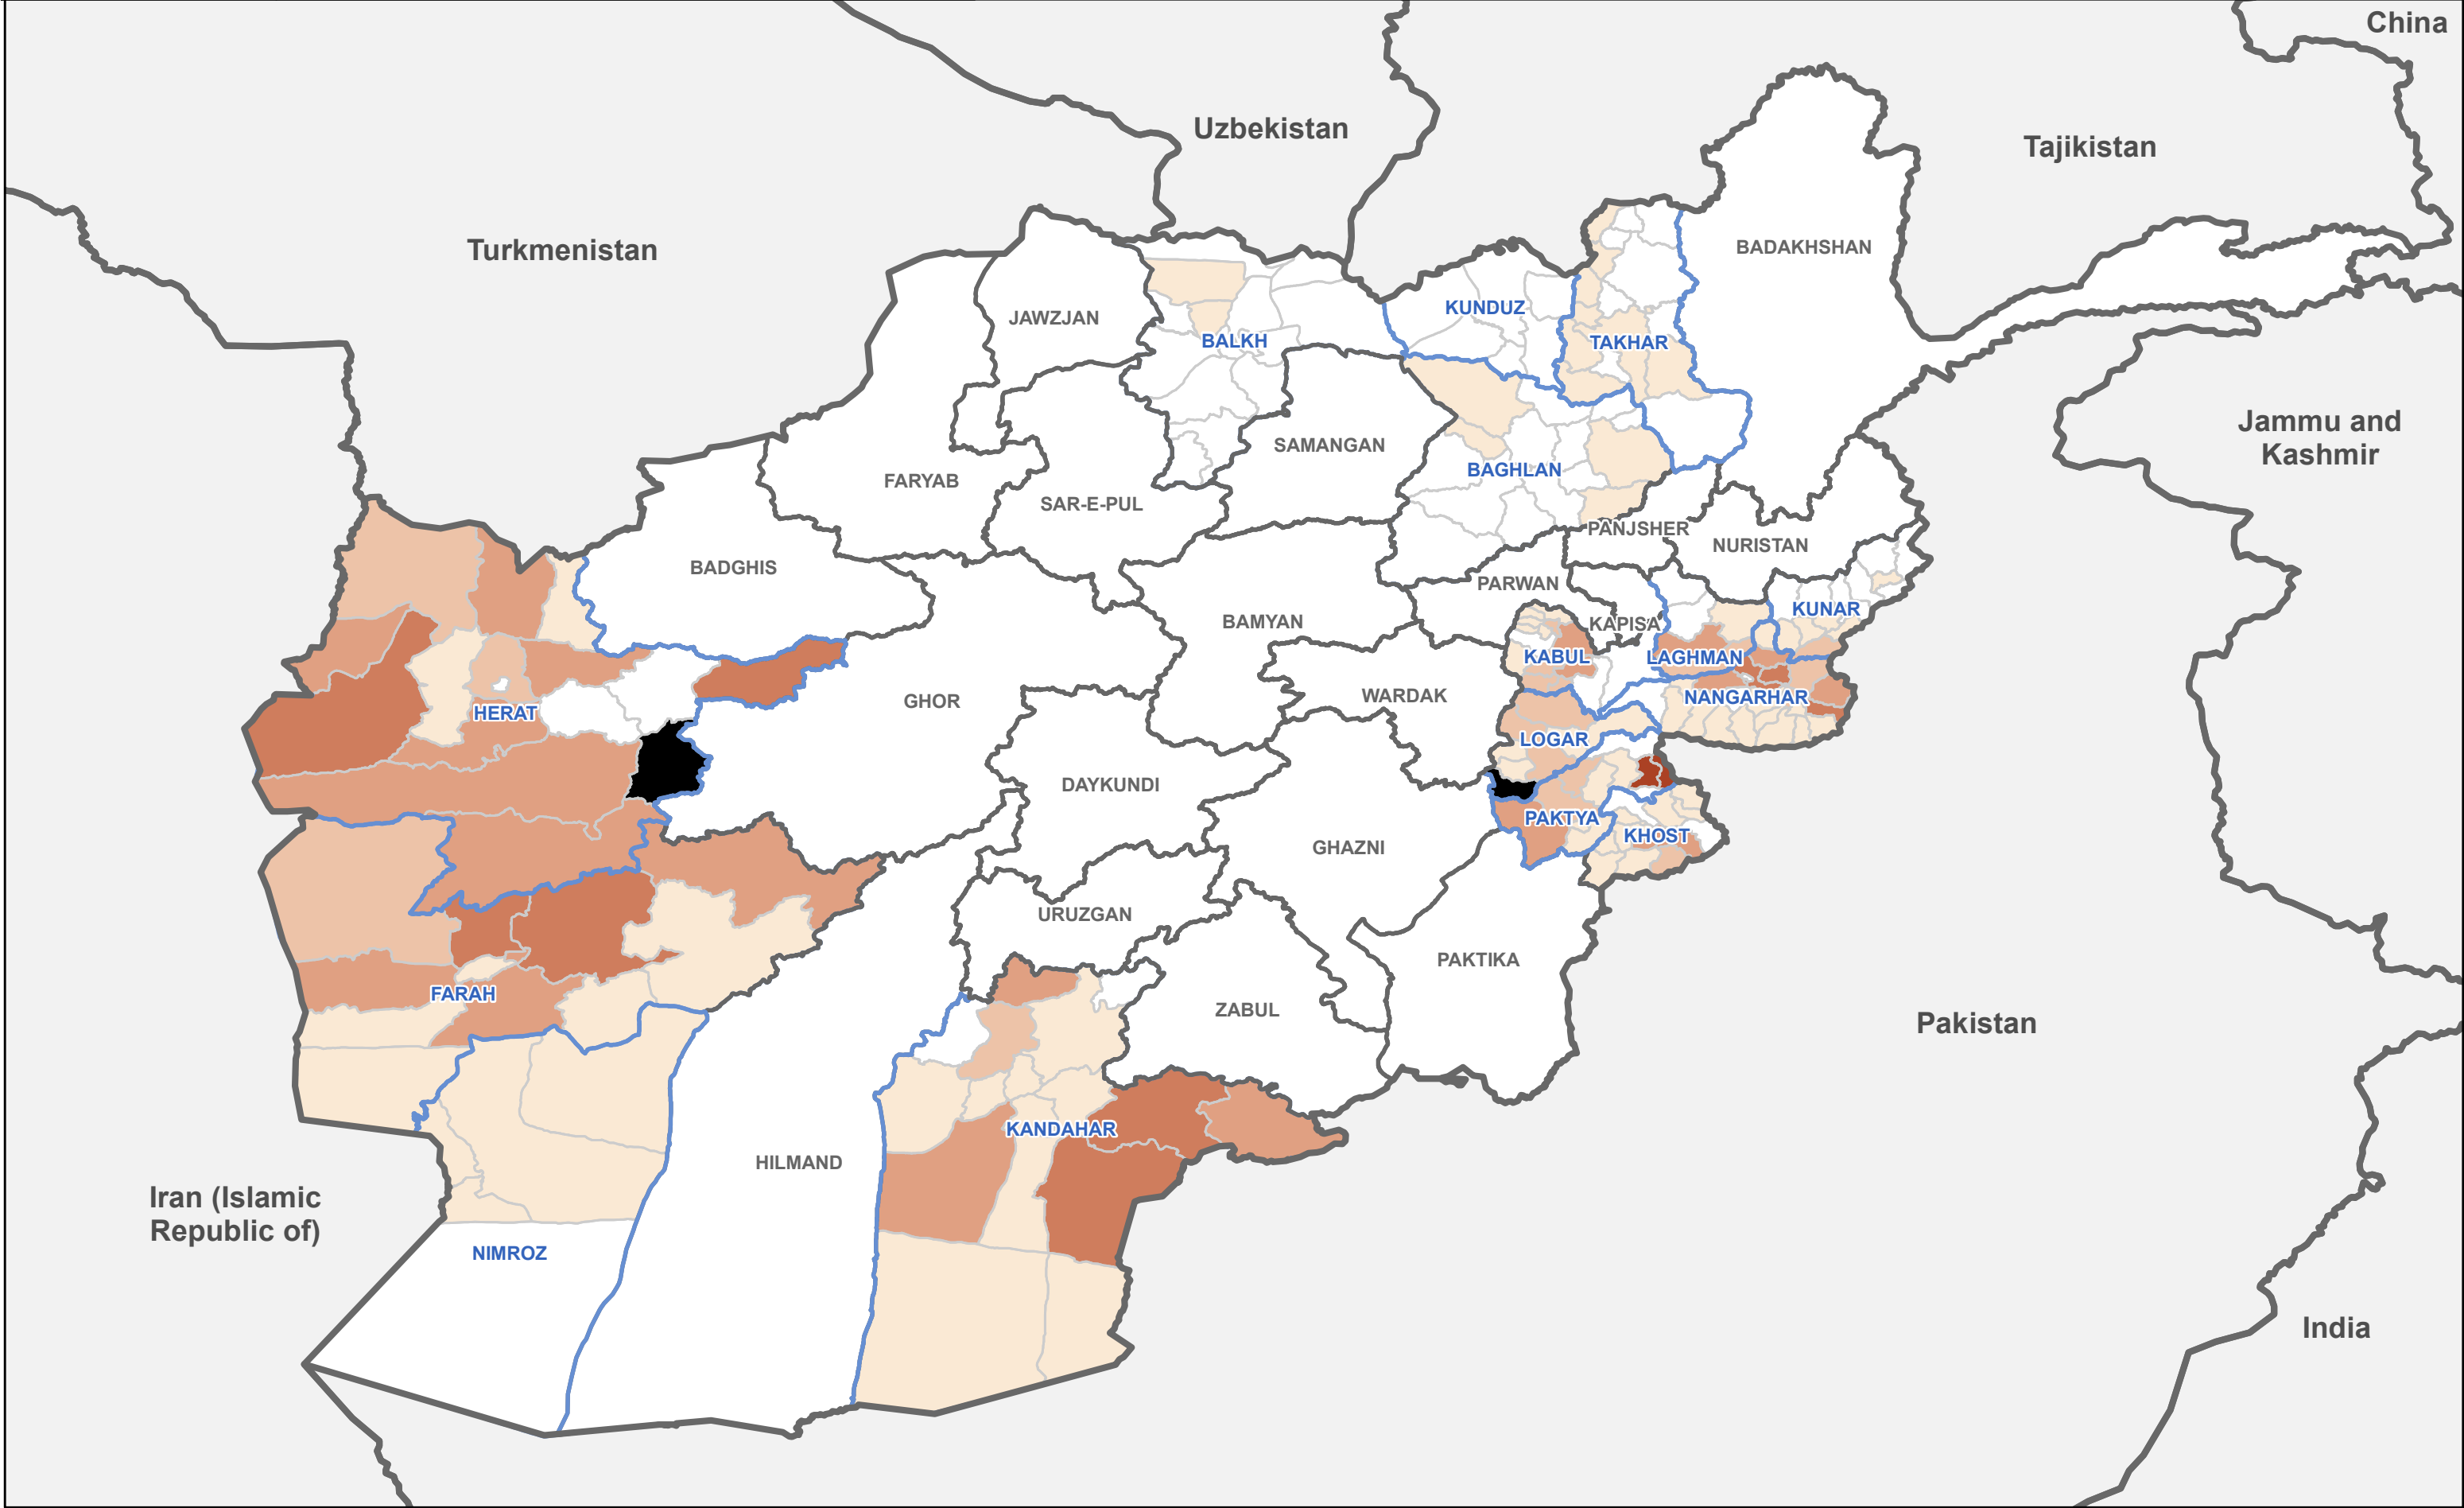 China
Uzbekistan
Tajikistan
Turkmenistan
BADAKHSHAN
KUNDUZ
JAWZJAN
BALKH
TAKHAR
Jammu and
Kashmir
SAMANGAN
BAGHLAN
FARYAB
SAR-E-PUL
PANJSHER
NURISTAN
BADGHIS
PARWAN
KUNAR
BAMYAN
KAPISA
KABUL
LAGHMAN
WARDAK
NANGARHAR
GHOR
HERAT
LOGAR
DAYKUNDI
PAKTYA
KHOST
GHAZNI
URUZGAN
PAKTIKA
FARAH
ZABUL
Pakistan
KANDAHAR
HILMAND
Iran (Islamic
Republic of)
NIMROZ
India